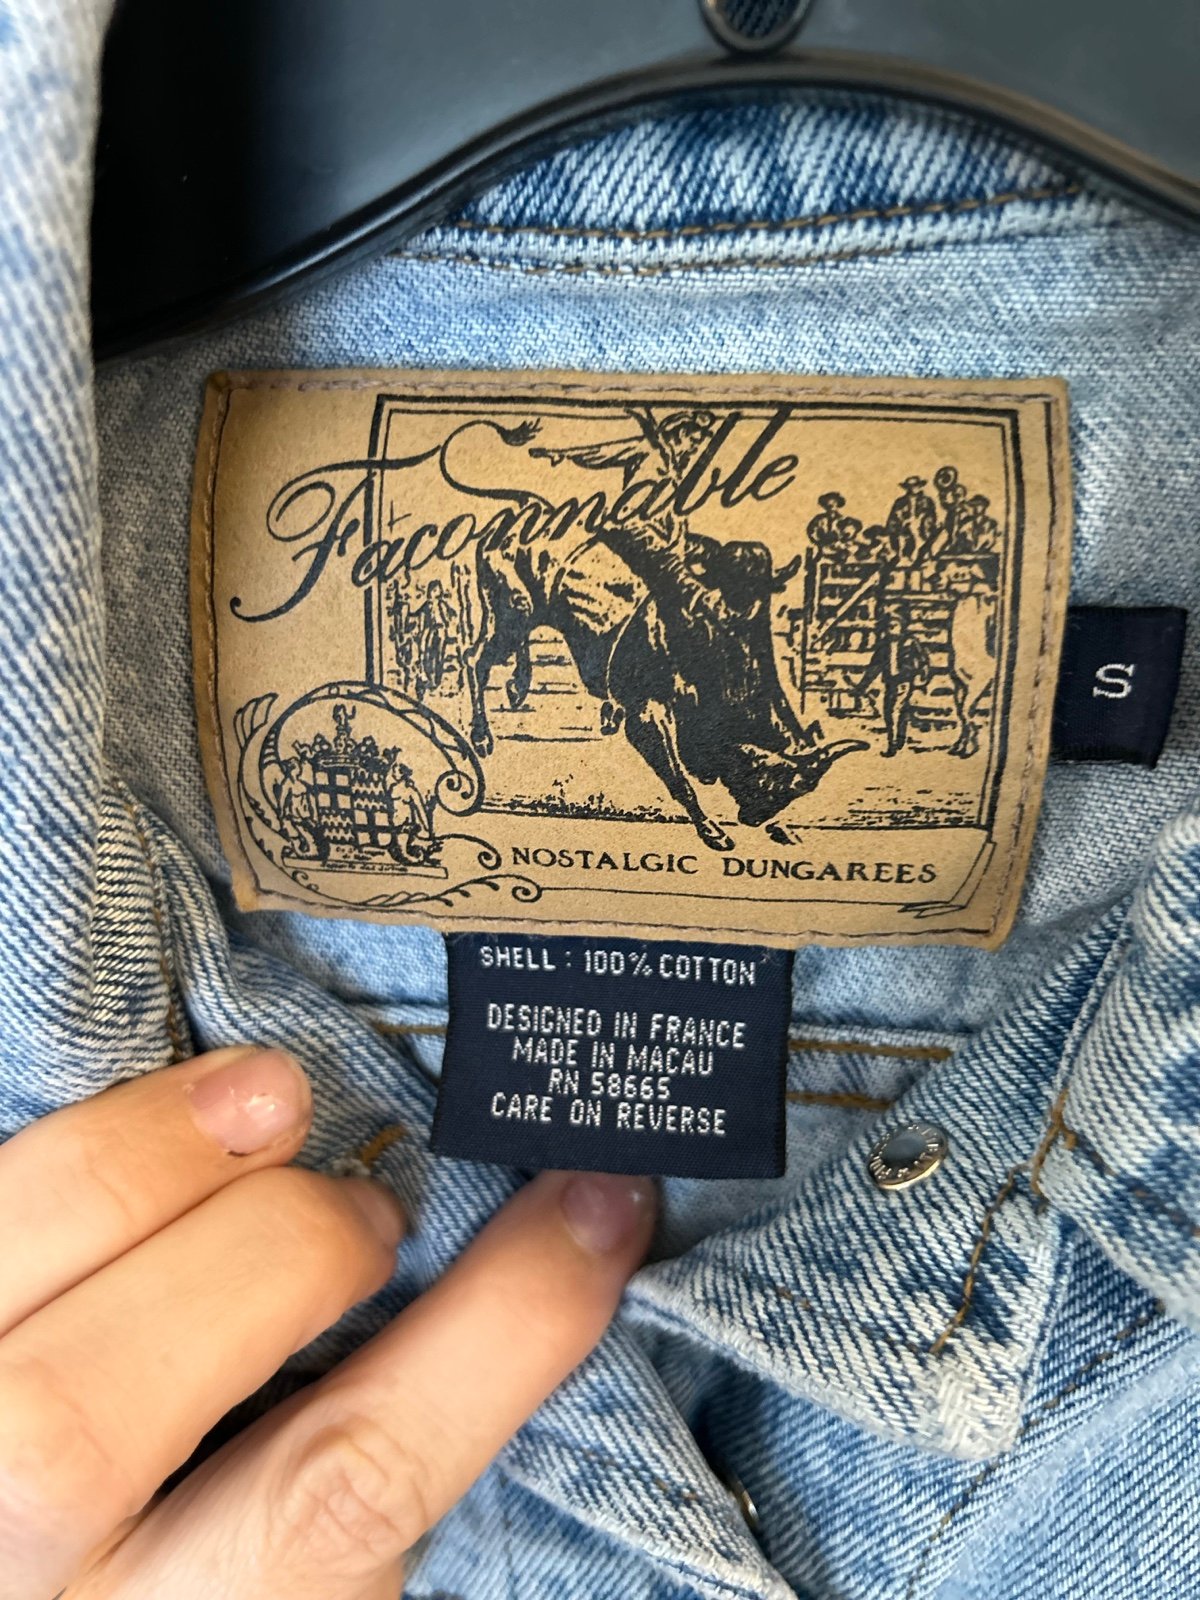 Faconnable
S
NOSTALGIC DUNGAREES
SHELL: 100% COTTON
DESIGNED IN FRANCE
MADE IN MACAU
RN 58665
CARE ON REVERSE